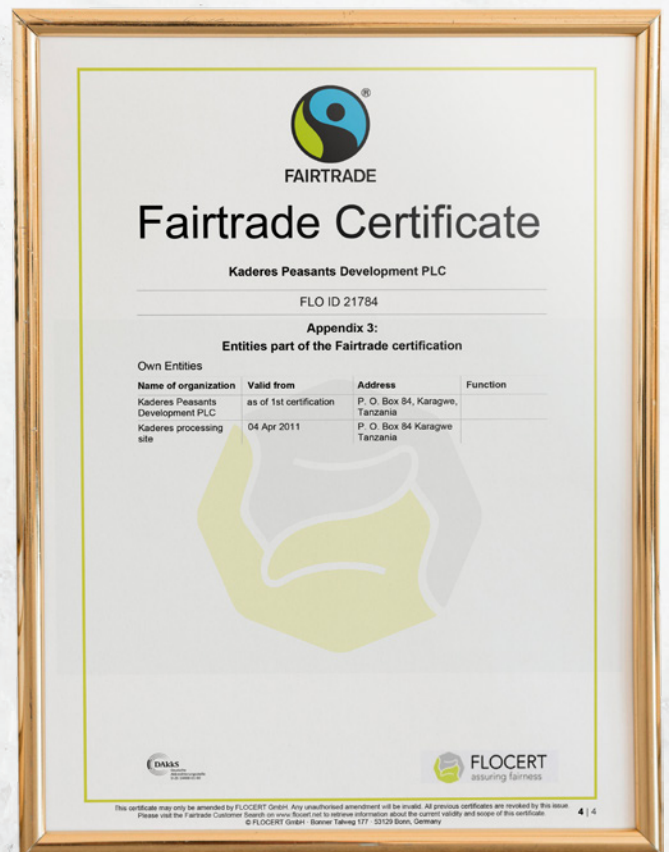 ®
FAIRTRADE
Fairtrade Certificate
Kaderes Peasants Development PLC
FLO ID 21784
Appendix 3:
Entities part of the Fairtrade certification
Own Entities
Name of organization Valid from Address Function
Kaderes Peasants Development PLC as of 1st certification P. O. Box 84, Karagwe, Tanzania
Kaderes processing site 04 Apr 2011 P. O. Box 84 Karagwe Tanzania
DAkkS
FLOCERT
assuring fairness
This certificate may only be amended by FLOCERT GmbH. Any unauthorised amendment will be invalid. All previous certificates are revoked by this issue.
Please visit the Fairtrade Customer Search on www.flocert.net to retrieve information about the current validity and scope of this certificate.
© FLOCERT GmbH · Bonner Talweg 177 · 53129 Bonn, Germany
4 | 4